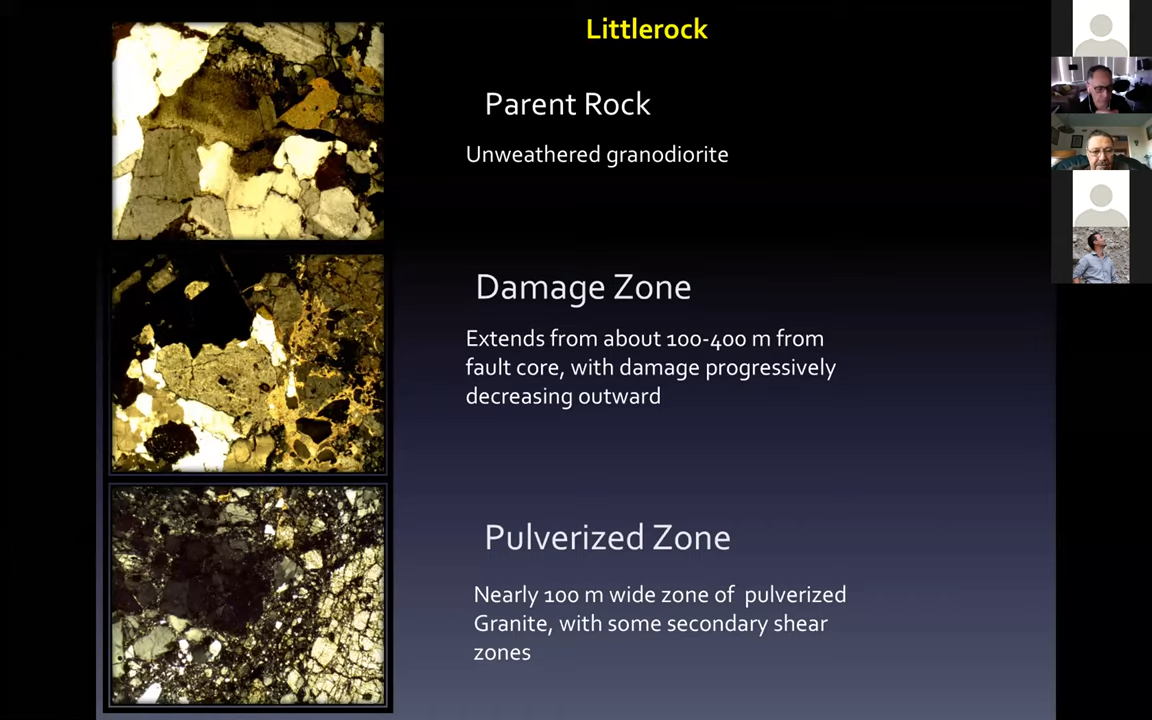 Littlerock
Parent Rock
Unweathered granodiorite
Damage Zone
Extends from about 100-400 m from
fault core, with damage progressively
decreasing outward
Pulverized Zone
Nearly 100 m wide zone of pulverized
Granite, with some secondary shear
zones